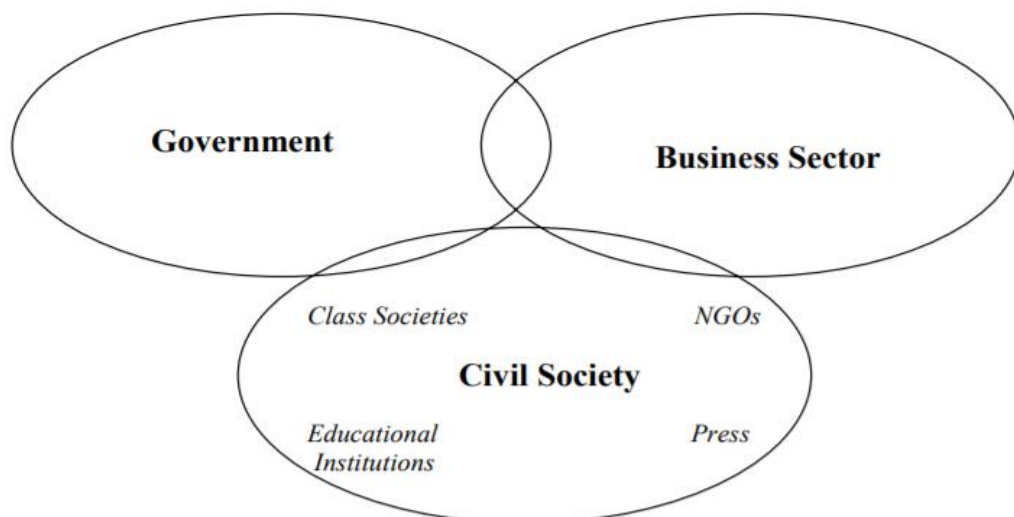 Government
Business Sector
Class Societies
NGOs
Civil Society
Educational
Institutions
Press